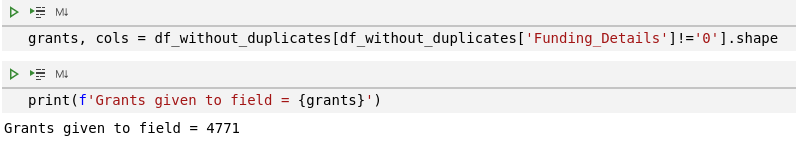 M↓
grants, cols = df_without_duplicates[df_without_duplicates['Funding_Details']!='0'].shape
M↓
print(f'Grants given to field = {grants}')
Grants given to field = 4771